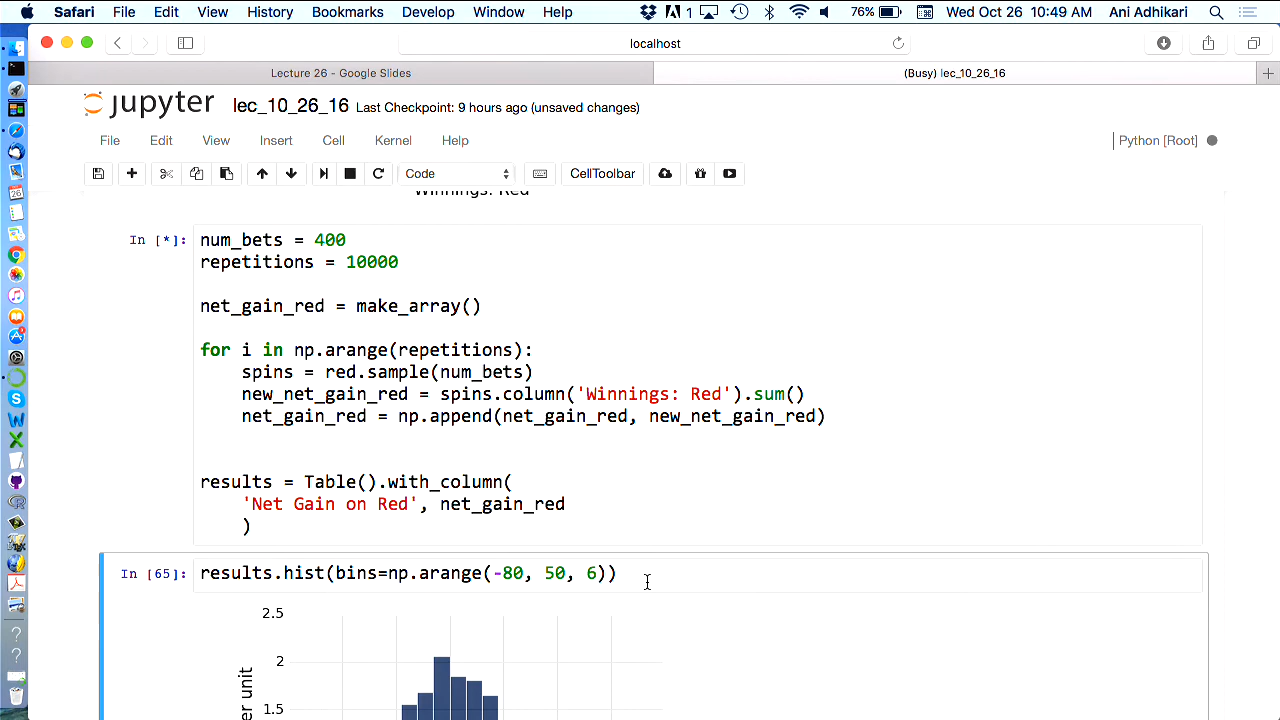 Safari File Edit View History Bookmarks Develop Window Help 1 76% Wed Oct 26 10:49 AM Ani Adhikari
localhost
Lecture 26 - Google Slides (Busy) lec_10_26_16
jupyter lec_10_26_16 Last Checkpoint: 9 hours ago (unsaved changes)
File Edit View Insert Cell Kernel Help Python [Root]
Code CellToolbar
Winnings: Red
In [*]: num_bets = 400
repetitions = 10000
net_gain_red = make_array()
for i in np.arange(repetitions):
spins = red.sample(num_bets)
new_net_gain_red = spins.column('Winnings: Red').sum()
net_gain_red = np.append(net_gain_red, new_net_gain_red)
results = Table().with_column(
'Net Gain on Red', net_gain_red
)
In [65]: results.hist(bins=np.arange(-80, 50, 6))
2.5
2
1.5
unit